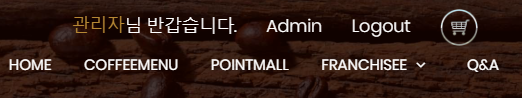 관리자님 반갑습니다. Admin Logout
HOME COFFEEMENU POINTMALL FRANCHISEE Q&A